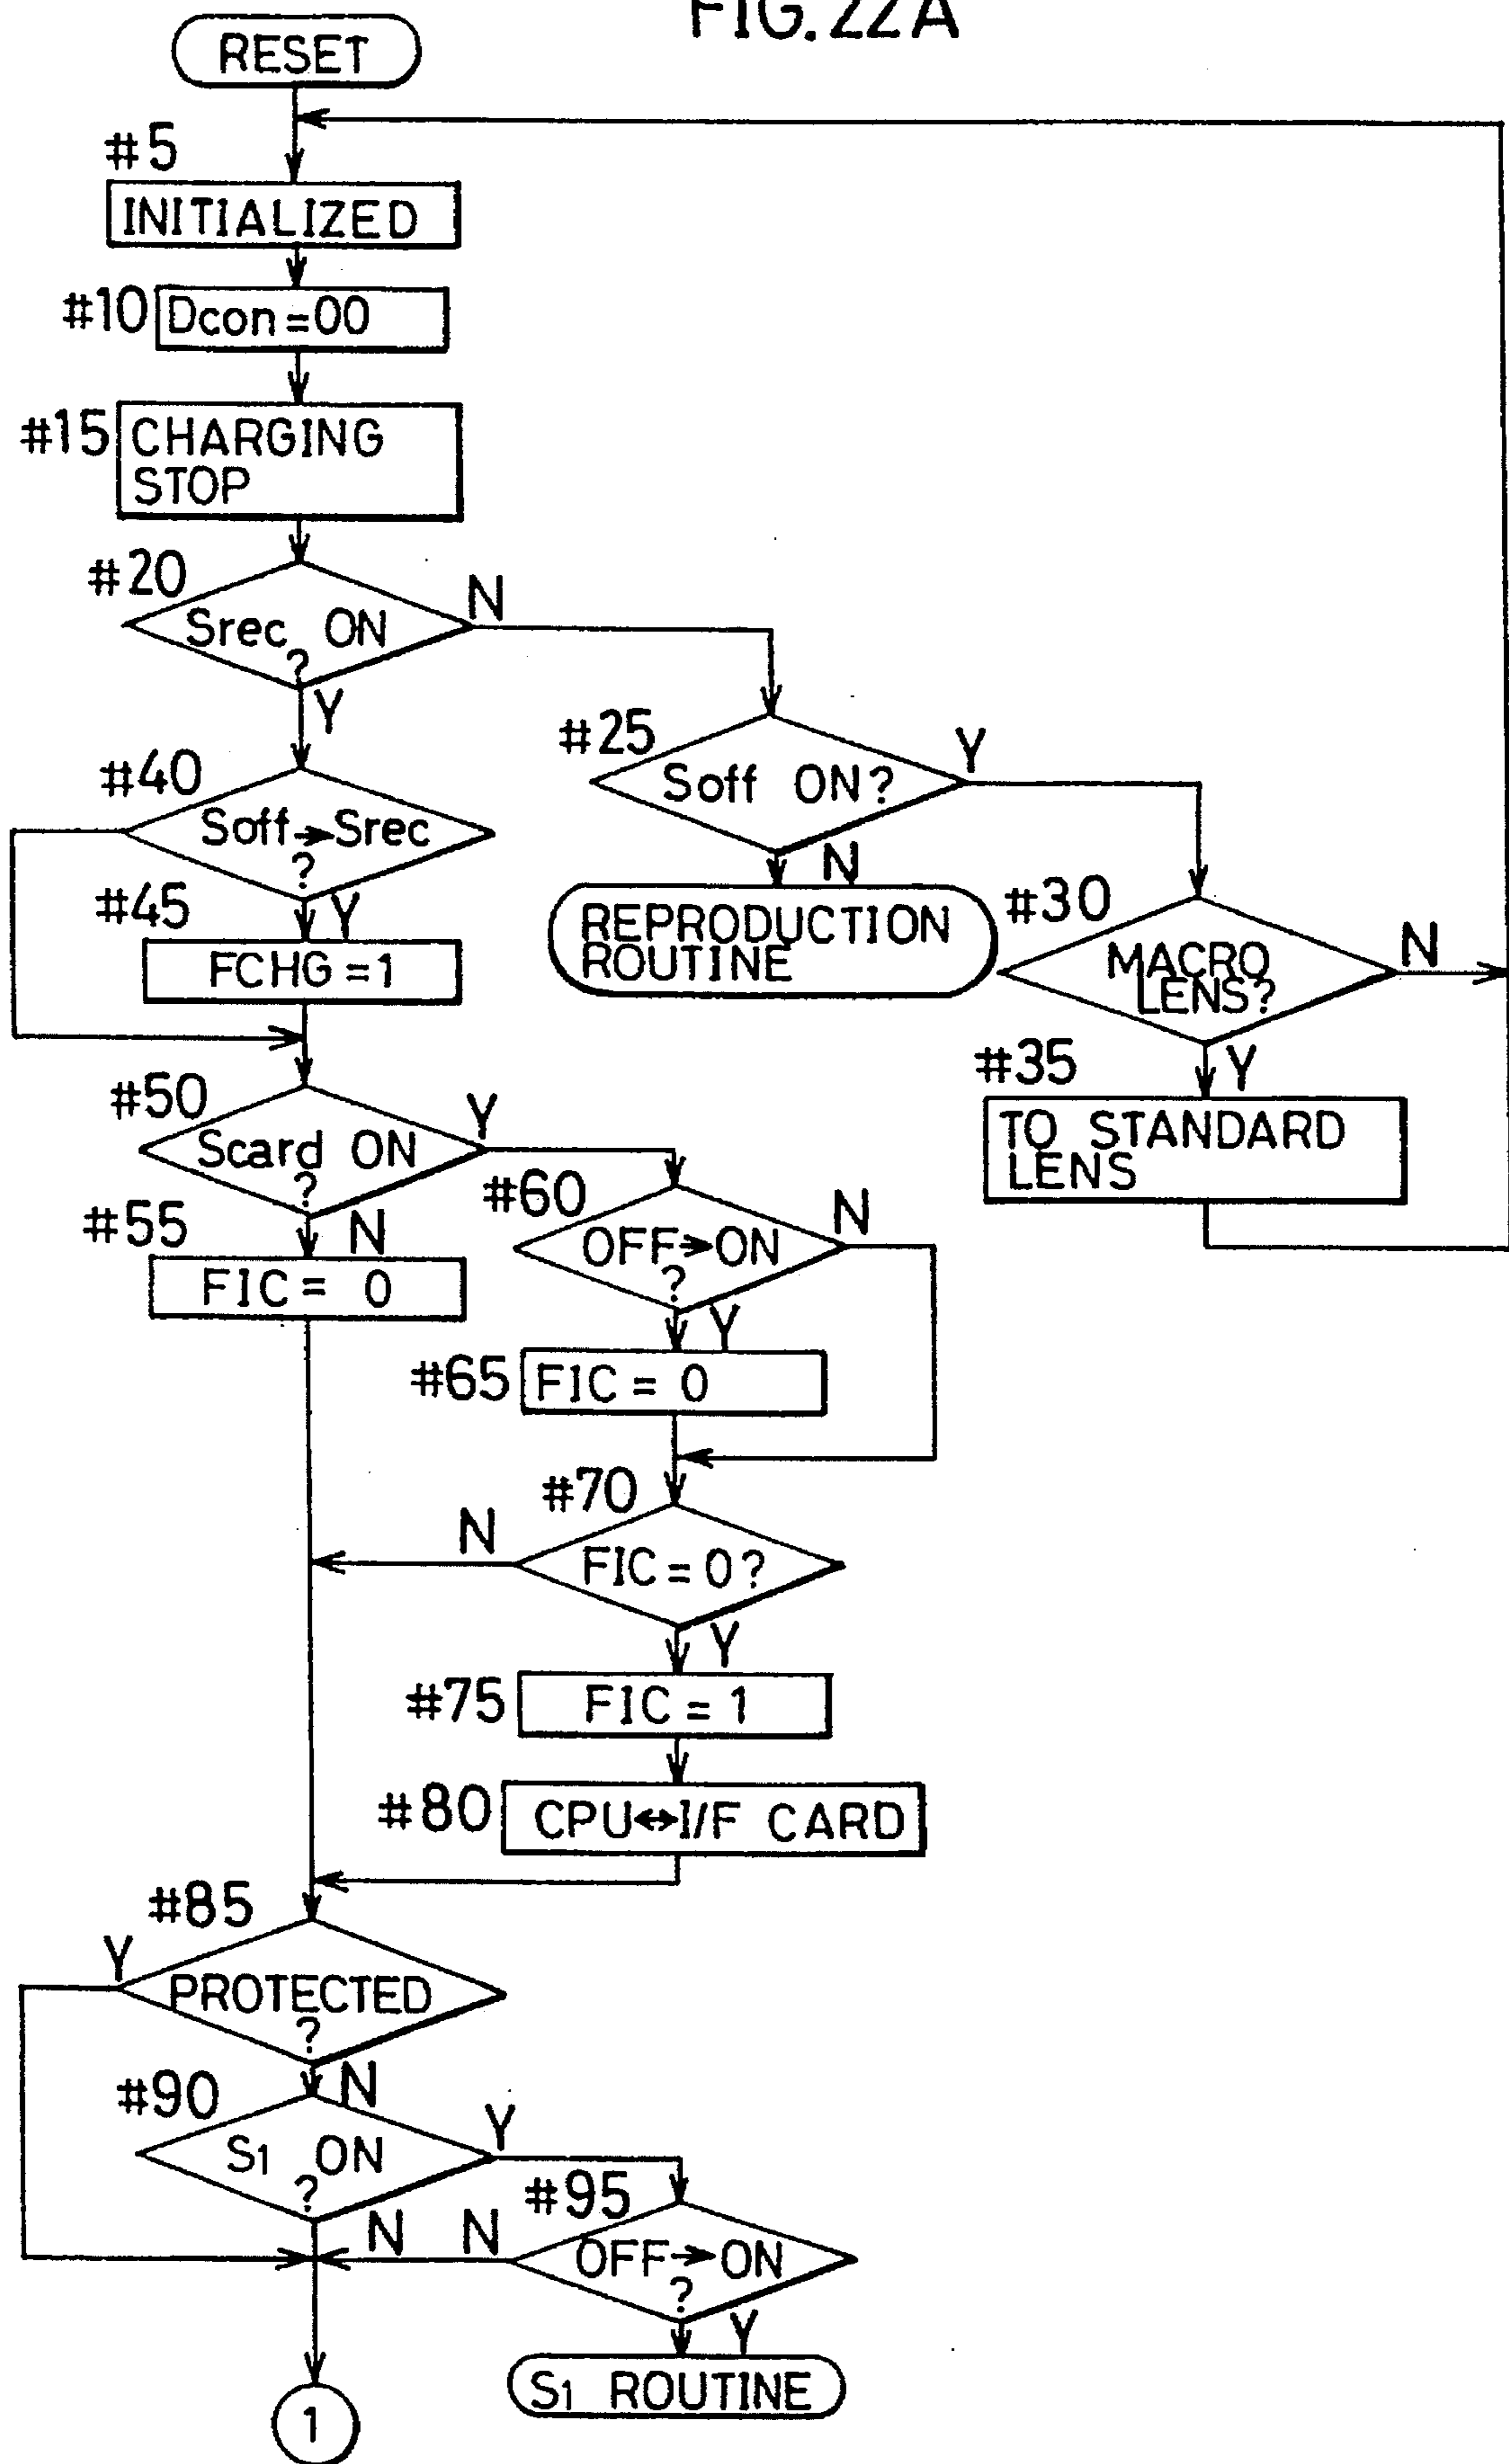 FIG. 22A
RESET
#5
INITIALIZED
#10
Dcon=00
#15
CHARGING
STOP
#20
Srec ON
?
N
Y
#25
Soff ON?
Y
N
REPRODUCTION
ROUTINE
#30
MACRO
LENS?
N
Y
#35
TO STANDARD
LENS
#40
Soff→Srec
?
Y
#45
FCHG=1
#50
Scard ON
?
Y
N
#55
FIC= 0
#60
OFF→ON
?
N
Y
#65
FIC= 0
#70
FIC=0?
N
Y
#75
FIC=1
#80
CPU↔I/F CARD
#85
PROTECTED
?
Y
N
#90
S1 ON
?
Y
N
#95
OFF→ON
?
N
Y
S1 ROUTINE
1